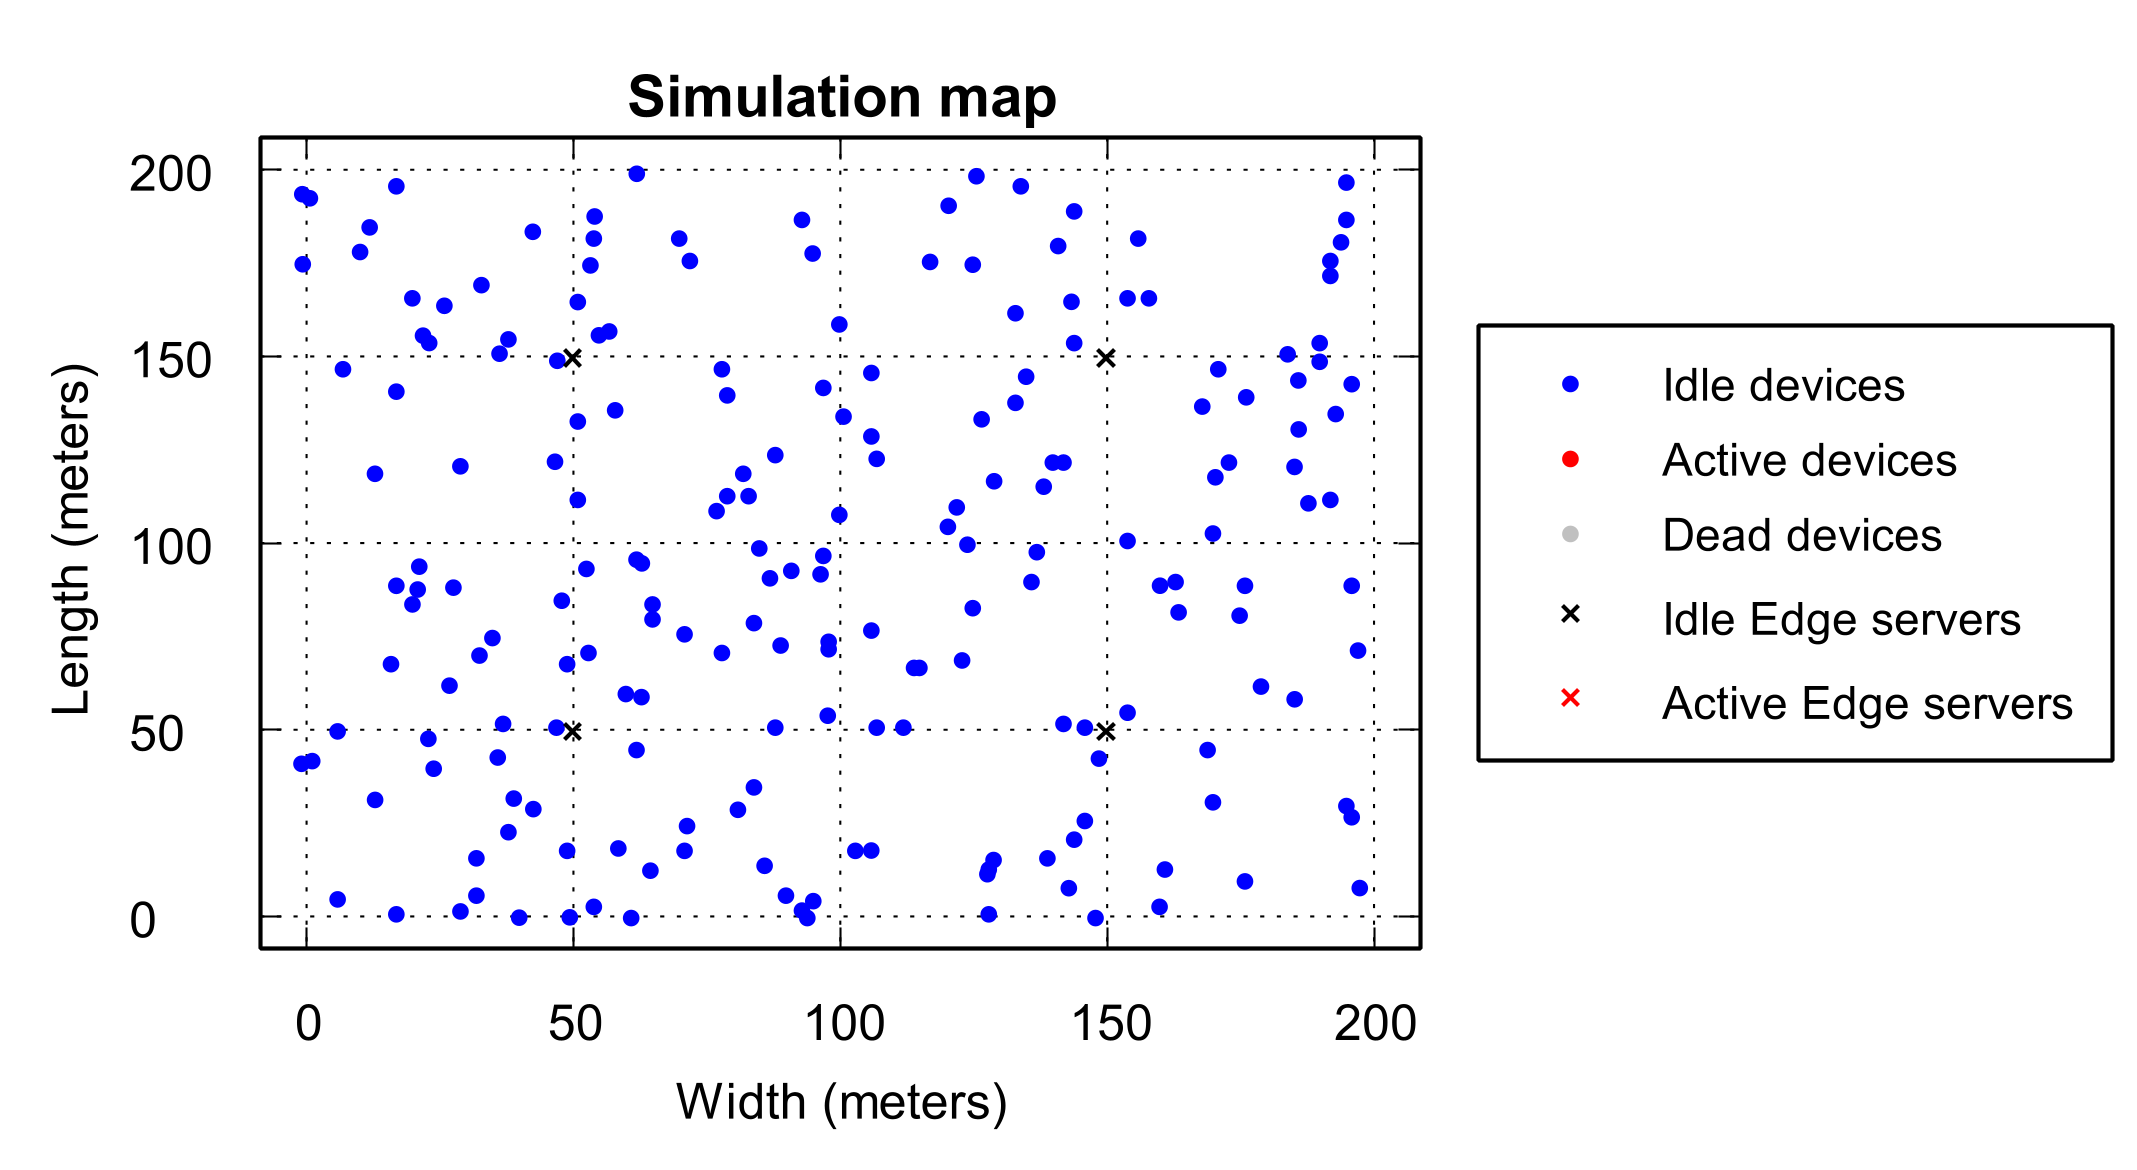 Simulation map
200
150
100
50
0
Length (meters)
0 50 100 150 200
Width (meters)
Idle devices
Active devices
Dead devices
Idle Edge servers
Active Edge servers